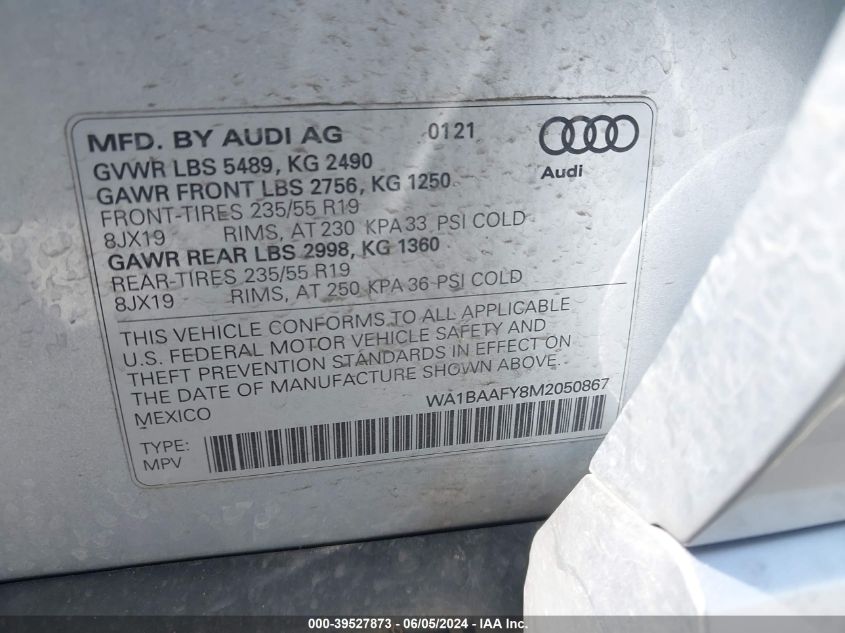 MFD. BY AUDI AG 0121
Audi
GVWR LBS 5489, KG 2490
GAWR FRONT LBS 2756, KG 1250
FRONT-TIRES 235/55 R19
8JX19 RIMS, AT 230 KPA 33 PSI COLD
GAWR REAR LBS 2998, KG 1360
REAR-TIRES 235/55 R19
8JX19 RIMS, AT 250 KPA 36 PSI COLD
THIS VEHICLE CONFORMS TO ALL APPLICABLE
U.S. FEDERAL MOTOR VEHICLE SAFETY AND
THEFT PREVENTION STANDARDS IN EFFECT ON
THE DATE OF MANUFACTURE SHOWN ABOVE.
MEXICO WA1BAAFY8M2050867
TYPE:
MPV
000-39527873 - 06/05/2024 - IAA Inc.